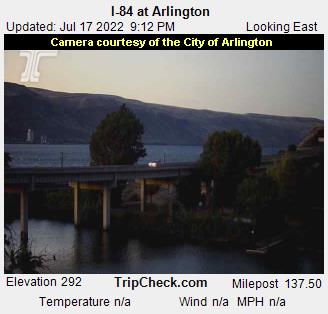 I-84 at Arlington
Updated: Jul 17 2022 9:12 PM Looking East
Camera courtesy of the City of Arlington
Elevation 292 TripCheck.com Milepost 137.50
Temperature n/a Wind n/a MPH n/a